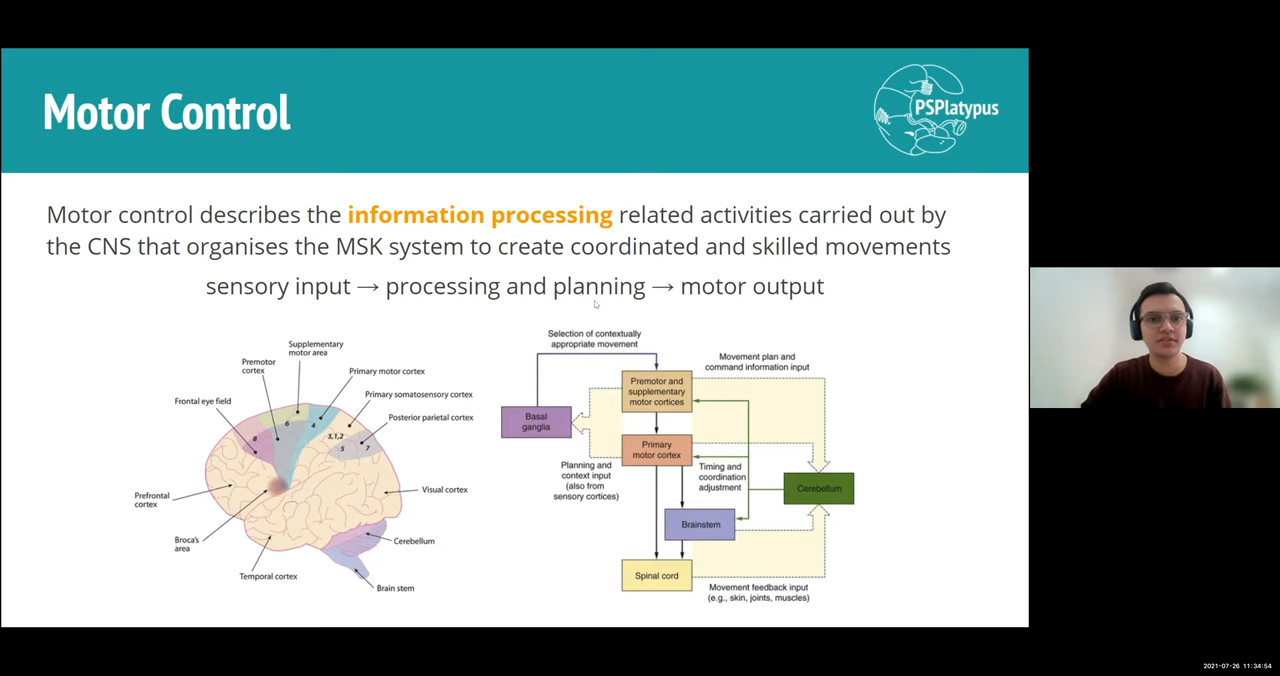 Motor Control
PSPlatypus
Motor control describes the information processing related activities carried out by
the CNS that organises the MSK system to create coordinated and skilled movements
sensory input → processing and planning → motor output
Supplementary
motor area
Premotor
cortex
Primary motor cortex
Primary somatosensory cortex
Frontal eye field
Posterior parietal cortex
8
6
4
3,1,2
5
7
Prefrontal
cortex
Visual cortex
Broca's
area
Cerebellum
Temporal cortex
Brain stem
Selection of contextually
appropriate movement
Movement plan and
command information input
Premotor and
supplementary
motor cortices
Basal
ganglia
Primary
motor cortex
Planning and
context input
(also from
sensory cortices)
Timing and
coordination
adjustment
Cerebellum
Brainstem
Spinal cord
Movement feedback input
(e.g., skin, joints, muscles)
2021-07-26 11:34:54